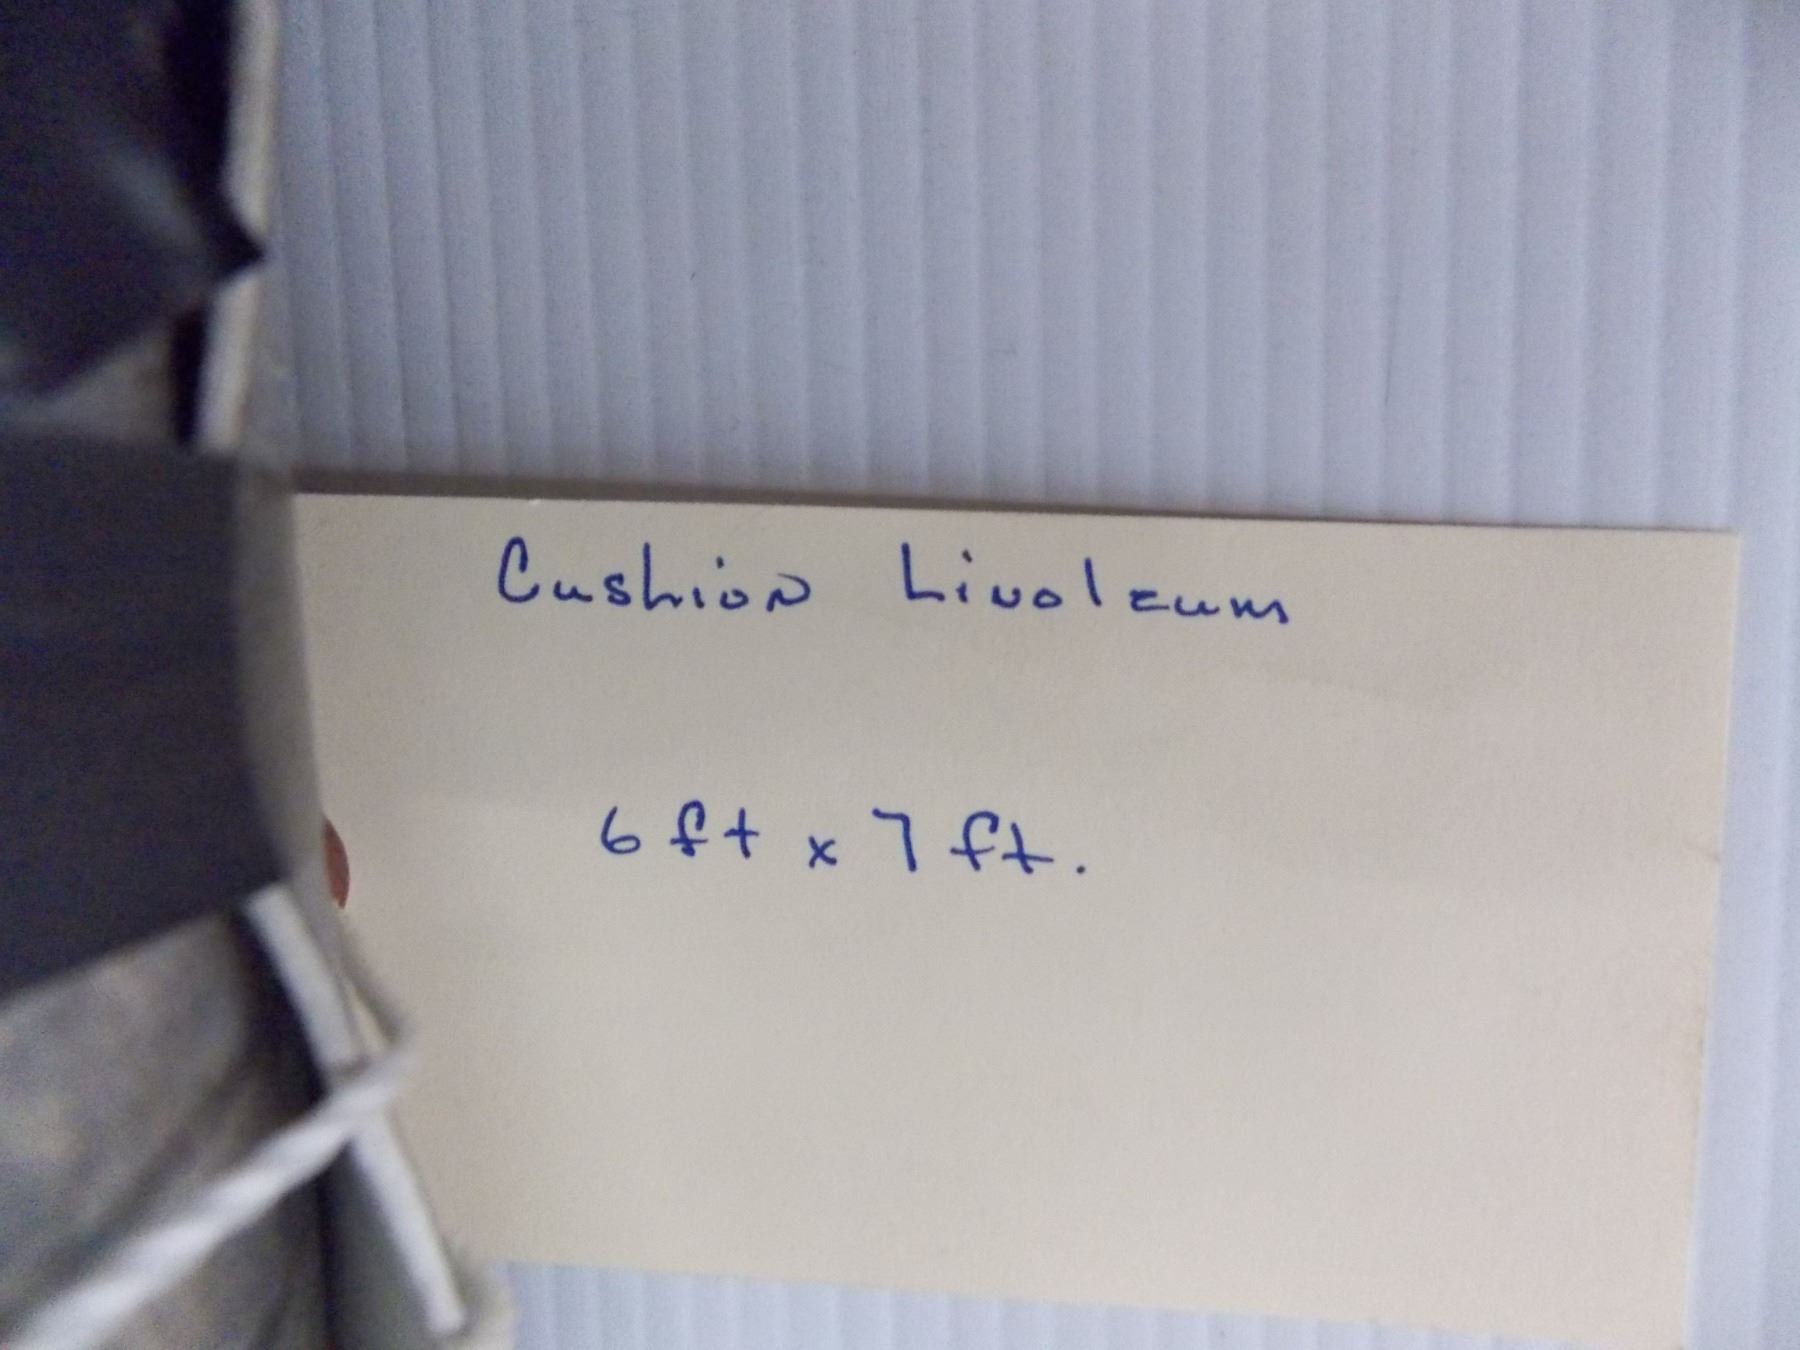 Cushion Linoleum
6 ft x 7 ft.